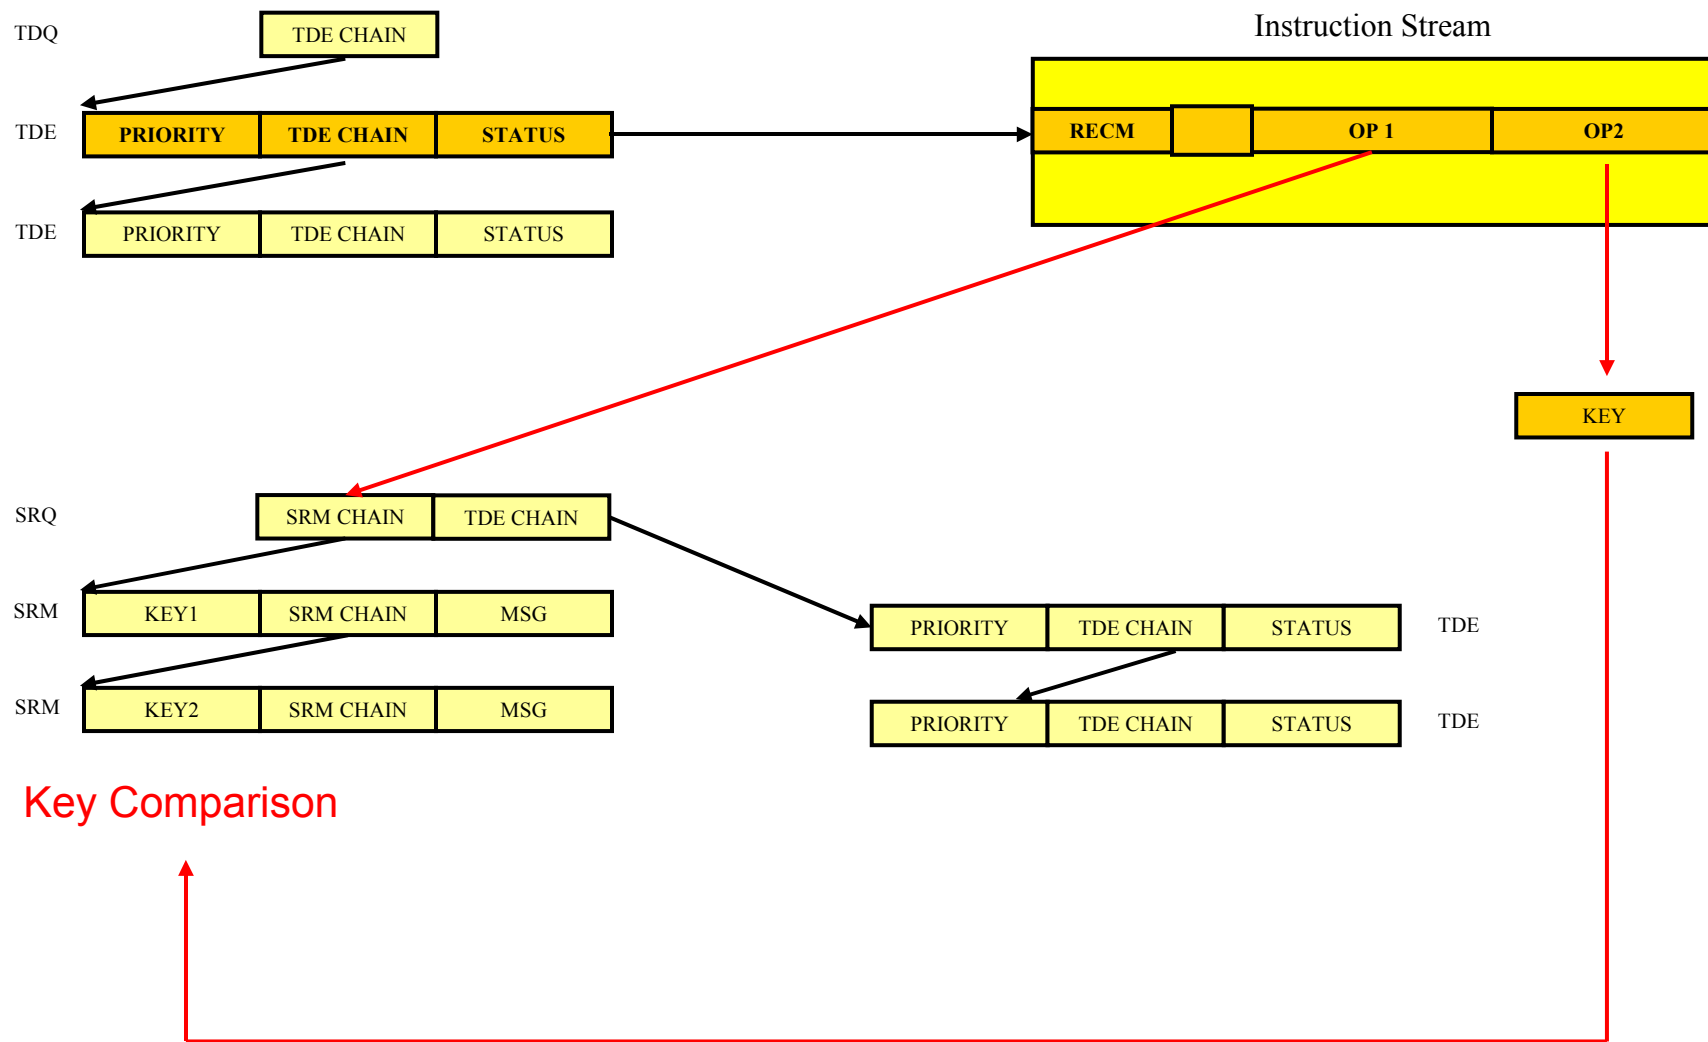 Instruction Stream
TDQ TDE CHAIN
TDE PRIORITY TDE CHAIN STATUS RECM OP 1 OP2
TDE PRIORITY TDE CHAIN STATUS
KEY
SRQ SRM CHAIN TDE CHAIN
SRM KEY1 SRM CHAIN MSG
PRIORITY TDE CHAIN STATUS TDE
SRM KEY2 SRM CHAIN MSG
PRIORITY TDE CHAIN STATUS TDE
Key Comparison